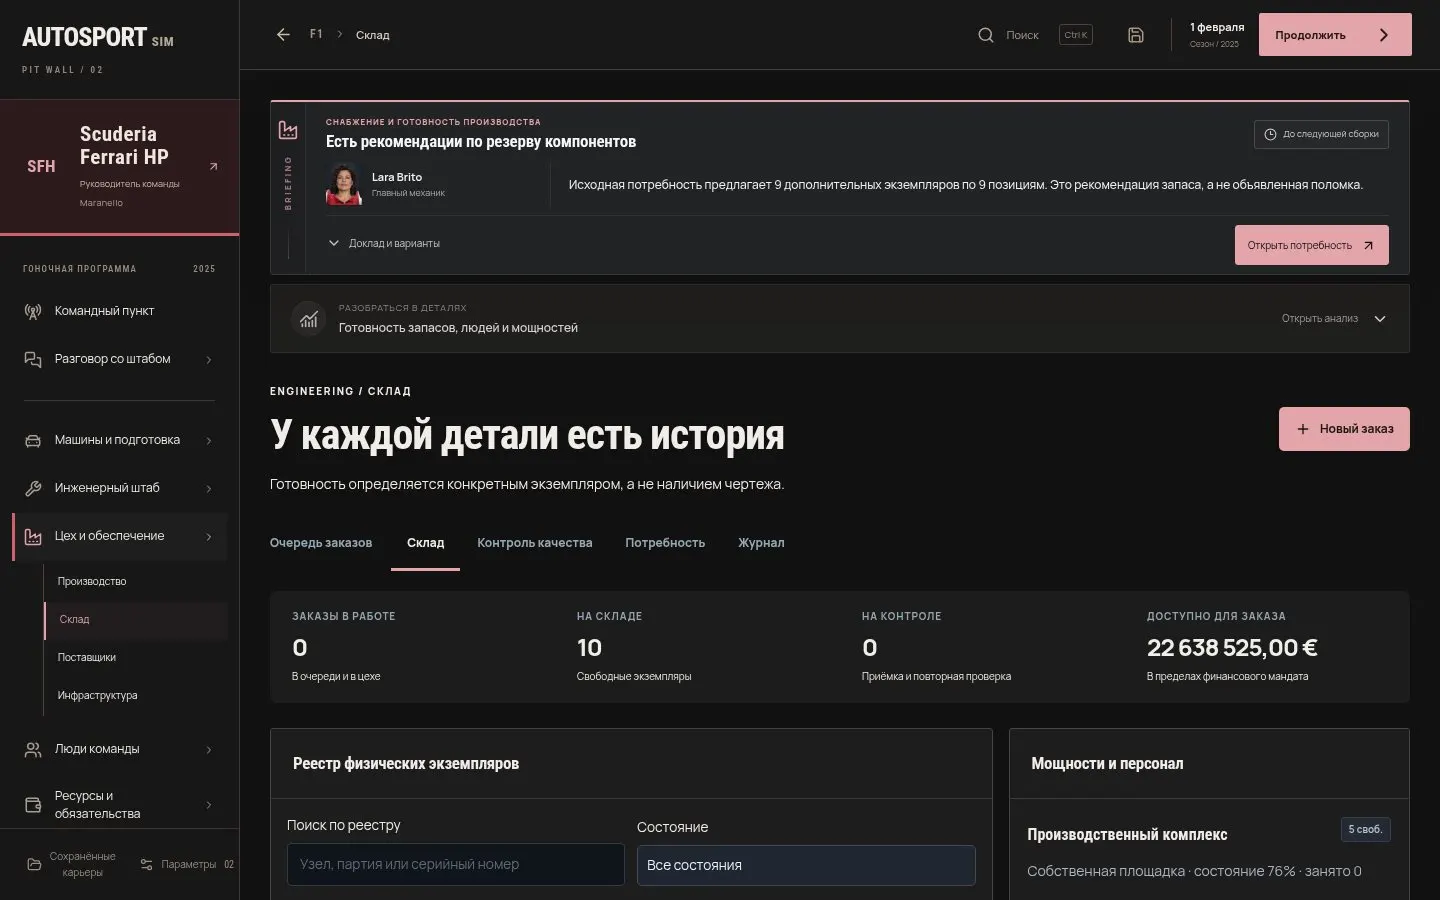 AUTOSPORT SIM
PIT WALL / 02
SFH
Scuderia
Ferrari HP
Руководитель команды
Maranello
ГОНОЧНАЯ ПРОГРАММА 2025
Командный пункт
Разговор со штабом
Машины и подготовка
Инженерный штаб
Цех и обеспечение
Производство
Склад
Поставщики
Инфраструктура
Люди команды
Ресурсы и
обязательства
Сохранённые
карьеры
Параметры 02
F1 Склад
Поиск Ctrl K
1 февраля
Сезон / 2025
Продолжить
BRIEFING
СНАБЖЕНИЕ И ГОТОВНОСТЬ ПРОИЗВОДСТВА
Есть рекомендации по резерву компонентов
До следующей сборки
Lara Brito
Главный механик
Исходная потребность предлагает 9 дополнительных экземпляров по 9 позициям. Это рекомендация запаса, а не объявленная поломка.
Доклад и варианты
Открыть потребность
РАЗОБРАТЬСЯ В ДЕТАЛЯХ
Готовность запасов, людей и мощностей
Открыть анализ
ENGINEERING / СКЛАД
У каждой детали есть история
Новый заказ
Готовность определяется конкретным экземпляром, а не наличием чертежа.
Очередь заказов Склад Контроль качества Потребность Журнал
ЗАКАЗЫ В РАБОТЕ
0
В очереди и в цехе
НА СКЛАДЕ
10
Свободные экземпляры
НА КОНТРОЛЕ
0
Приёмка и повторная проверка
ДОСТУПНО ДЛЯ ЗАКАЗА
22 638 525,00 €
В пределах финансового мандата
Реестр физических экземпляров
Поиск по реестру
Узел, партия или серийный номер
Состояние
Все состояния
Мощности и персонал
Производственный комплекс
5 своб.
Собственная площадка · состояние 76% · занято 0